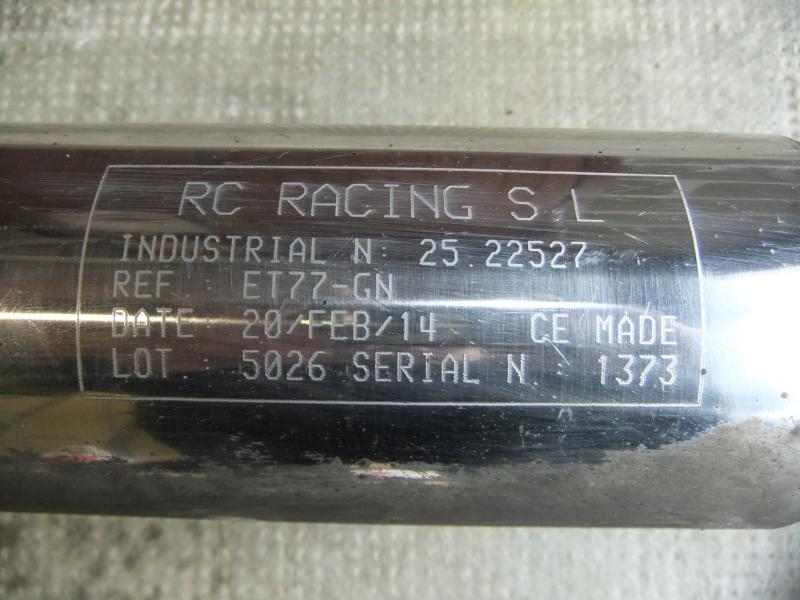 RC RACING S L
INDUSTRIAL N: 25.22527
REF : ET77-GN
DATE : 20/FEB/14 CE MADE
LOT : 5026 SERIAL N : 1373